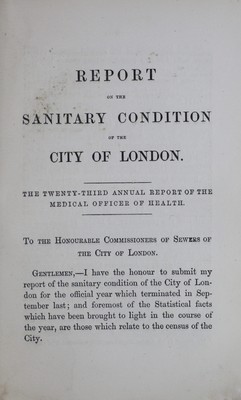 REPORT
ON THE
SANITARY CONDITION
OF THE
CITY OF LONDON.
THE TWENTY-THIRD ANNUAL REPORT OF THE
MEDICAL OFFICER OF HEALTH.
TO THE HONOURABLE COMMISSIONERS OF SEWERS OF
THE CITY OF LONDON.
GENTLEMEN,—I have the honour to submit my
report of the sanitary condition of the City of Lon-
don for the official year which terminated in Sep-
tember last; and foremost of the Statistical facts
which have been brought to light in the course of
the year, are those which relate to the census of the
City.